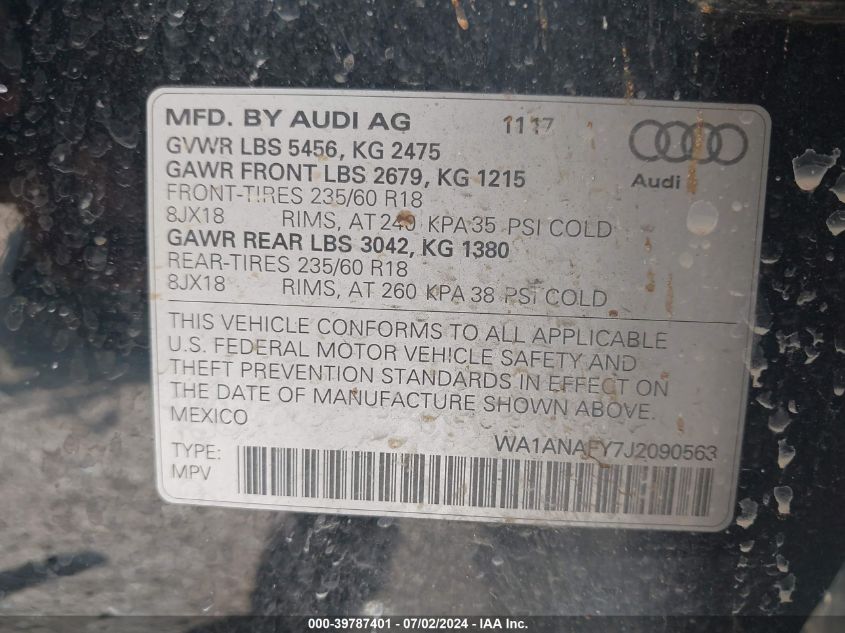 MFD. BY AUDI AG 11 17
GVWR LBS 5456, KG 2475
GAWR FRONT LBS 2679, KG 1215
Audi
FRONT-TIRES 235/60 R18
8JX18 RIMS, AT 240 KPA 35 PSI COLD
GAWR REAR LBS 3042, KG 1380
REAR-TIRES 235/60 R18
8JX18 RIMS, AT 260 KPA 38 PSI COLD
THIS VEHICLE CONFORMS TO ALL APPLICABLE
U.S. FEDERAL MOTOR VEHICLE SAFETY AND
THEFT PREVENTION STANDARDS IN EFFECT ON
THE DATE OF MANUFACTURE SHOWN ABOVE.
MEXICO
WA1ANAFY7J2090563
TYPE:
MPV
000-39787401 - 07/02/2024 - IAA Inc.